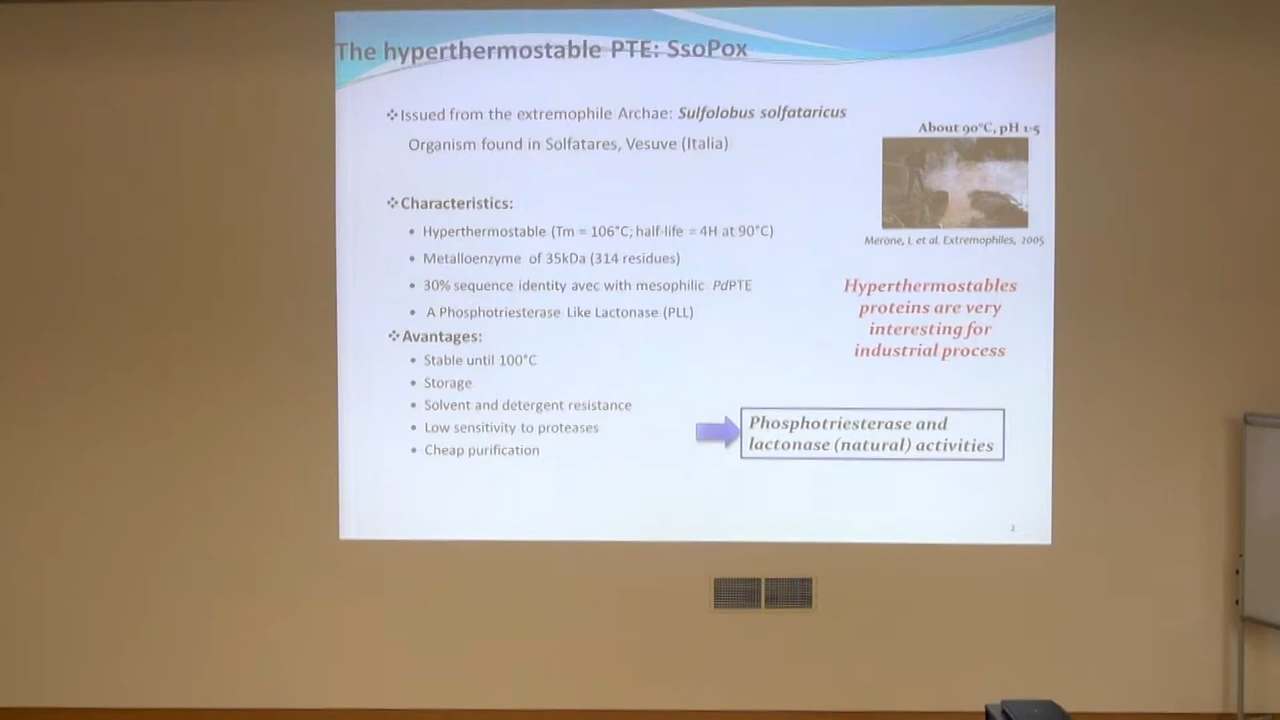 The hyperthermostable PTE: SsoPox
❖Issued from the extremophile Archae: Sulfolobus solfataricus
Organism found in Solfatares, Vesuve (Italia)
About 90°C, pH 1-5
Merone, L et al. Extremophiles, 2005
❖Characteristics:
• Hyperthermostable (Tm = 106°C; half-life = 4H at 90°C)
• Metalloenzyme of 35kDa (314 residues)
• 30% sequence identity avec with mesophilic PdPTE
• A Phosphotriesterase Like Lactonase (PLL)
Hyperthermostables
proteins are very
interesting for
industrial process
❖Avantages:
• Stable until 100°C
• Storage
• Solvent and detergent resistance
• Low sensitivity to proteases
• Cheap purification
Phosphotriesterase and
lactonase (natural) activities
2